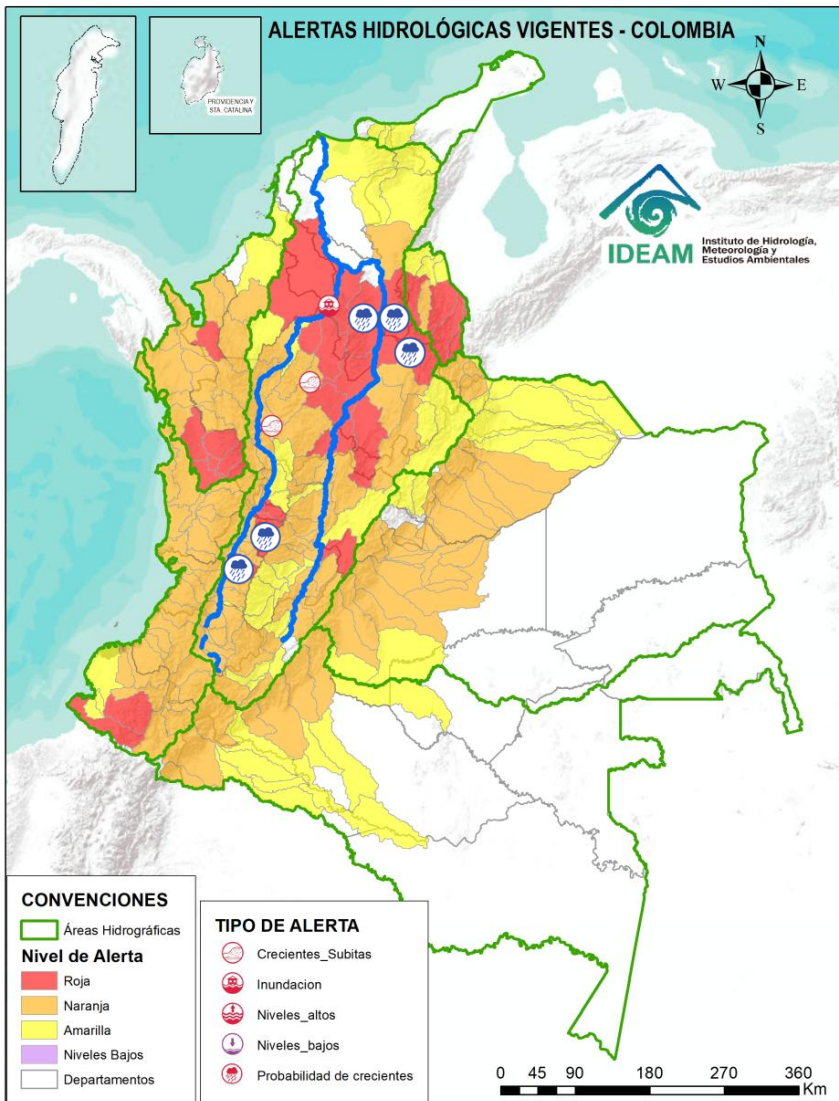 ALERTAS HIDROLÓGICAS VIGENTES - COLOMBIA
PROVIDENCIA Y
STA. CATALINA
N
W
E
S
IDEAM
Instituto de Hidrología,
Meteorología y
Estudios Ambientales
CONVENCIONES
Áreas Hidrográficas
Nivel de Alerta
Roja
Naranja
Amarilla
Niveles Bajos
Departamentos
TIPO DE ALERTA
Crecientes_Subitas
Inundacion
Niveles_altos
Niveles_bajos
Probabilidad de crecientes
0 45 90 180 270 360
Km